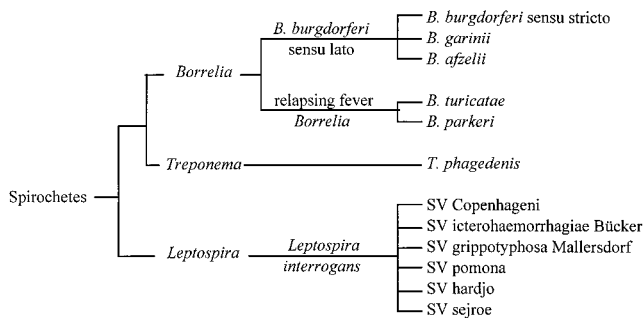 B. burgdorferi
sensu lato
B. burgdorferi sensu stricto
B. garinii
B. afzelii
Borrelia
relapsing fever
Borrelia
B. turicatae
B. parkeri
Treponema
T. phagedenis
Spirochetes
Leptospira
Leptospira
interrogans
SV Copenhageni
SV icterohaemorrhagiae Bücker
SV grippotyphosa Mallersdorf
SV pomona
SV hardjo
SV sejroe